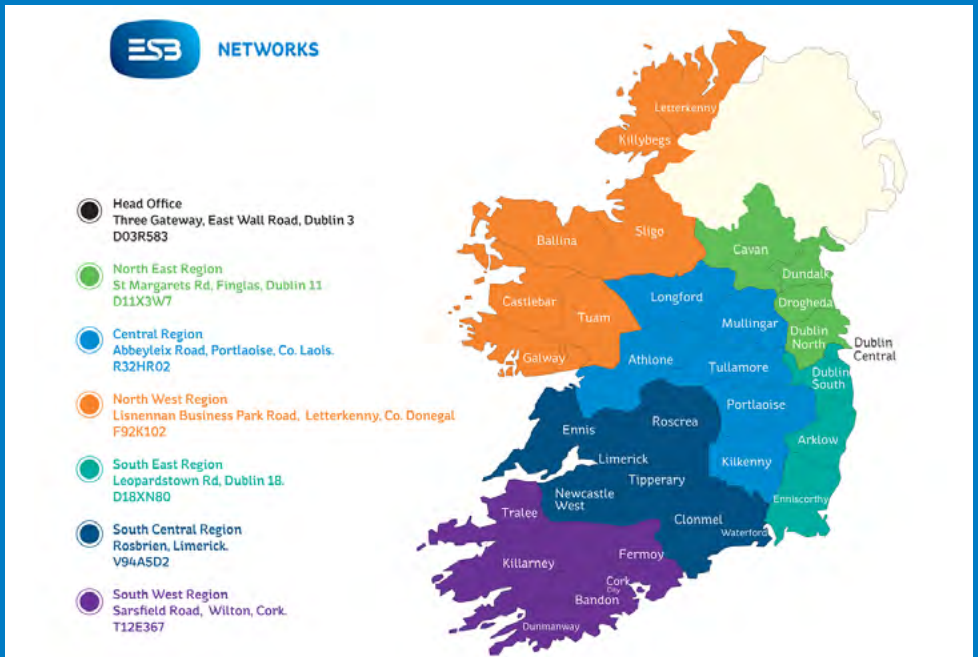 ESB NETWORKS
Head Office
Three Gateway, East Wall Road, Dublin 3
D03R583
North East Region
St Margarets Rd, Finglas, Dublin 11
D11X3W7
Central Region
Abbeyleix Road, Portlaoise, Co. Laois.
R32HR02
North West Region
Lisnennan Business Park Road, Letterkenny, Co. Donegal
F92K102
South East Region
Leopardstown Rd, Dublin 18.
D18XN80
South Central Region
Rosbrien, Limerick.
V94A5D2
South West Region
Sarsfield Road, Wilton, Cork.
T12E367
Letterkenny
Killybegs
Sligo
Ballina
Cavan
Dundalk
Castlebar
Longford
Drogheda
Tuam
Mullingar
Dublin
North
Dublin
Central
Galway
Athlone
Tullamore
Dublin
South
Portlaoise
Roscrea
Ennis
Arklow
Limerick
Kilkenny
Tipperary
Newcastle
West
Enniscorthy
Tralee
Clonmel
Waterford
Fermoy
Killarney
Cork
City
Bandon
Dunmanway